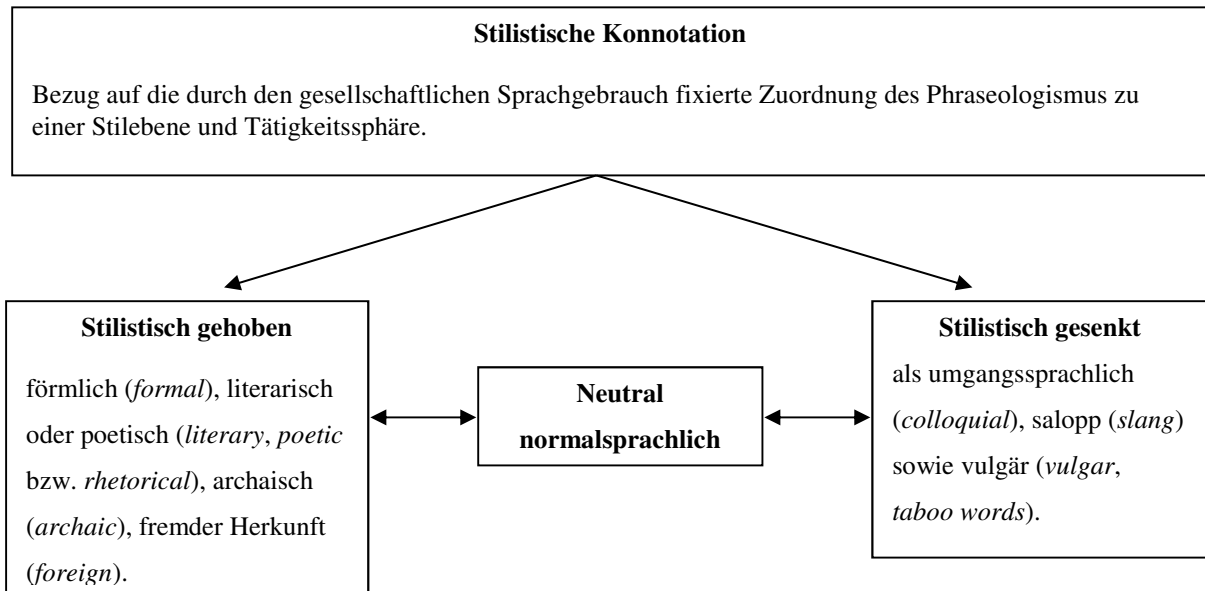 Stilistische Konnotation
Bezug auf die durch den gesellschaftlichen Sprachgebrauch fixierte Zuordnung des Phraseologismus zu
einer Stilebene und Tätigkeitssphäre.
Stilistisch gehoben
förmlich (formal), literarisch
oder poetisch (literary, poetic
bzw. rhetorical), archaisch
(archaic), fremder Herkunft
(foreign).
Neutral
normalsprachlich
Stilistisch gesenkt
als umgangssprachlich
(colloquial), salopp (slang)
sowie vulgär (vulgar,
taboo words).